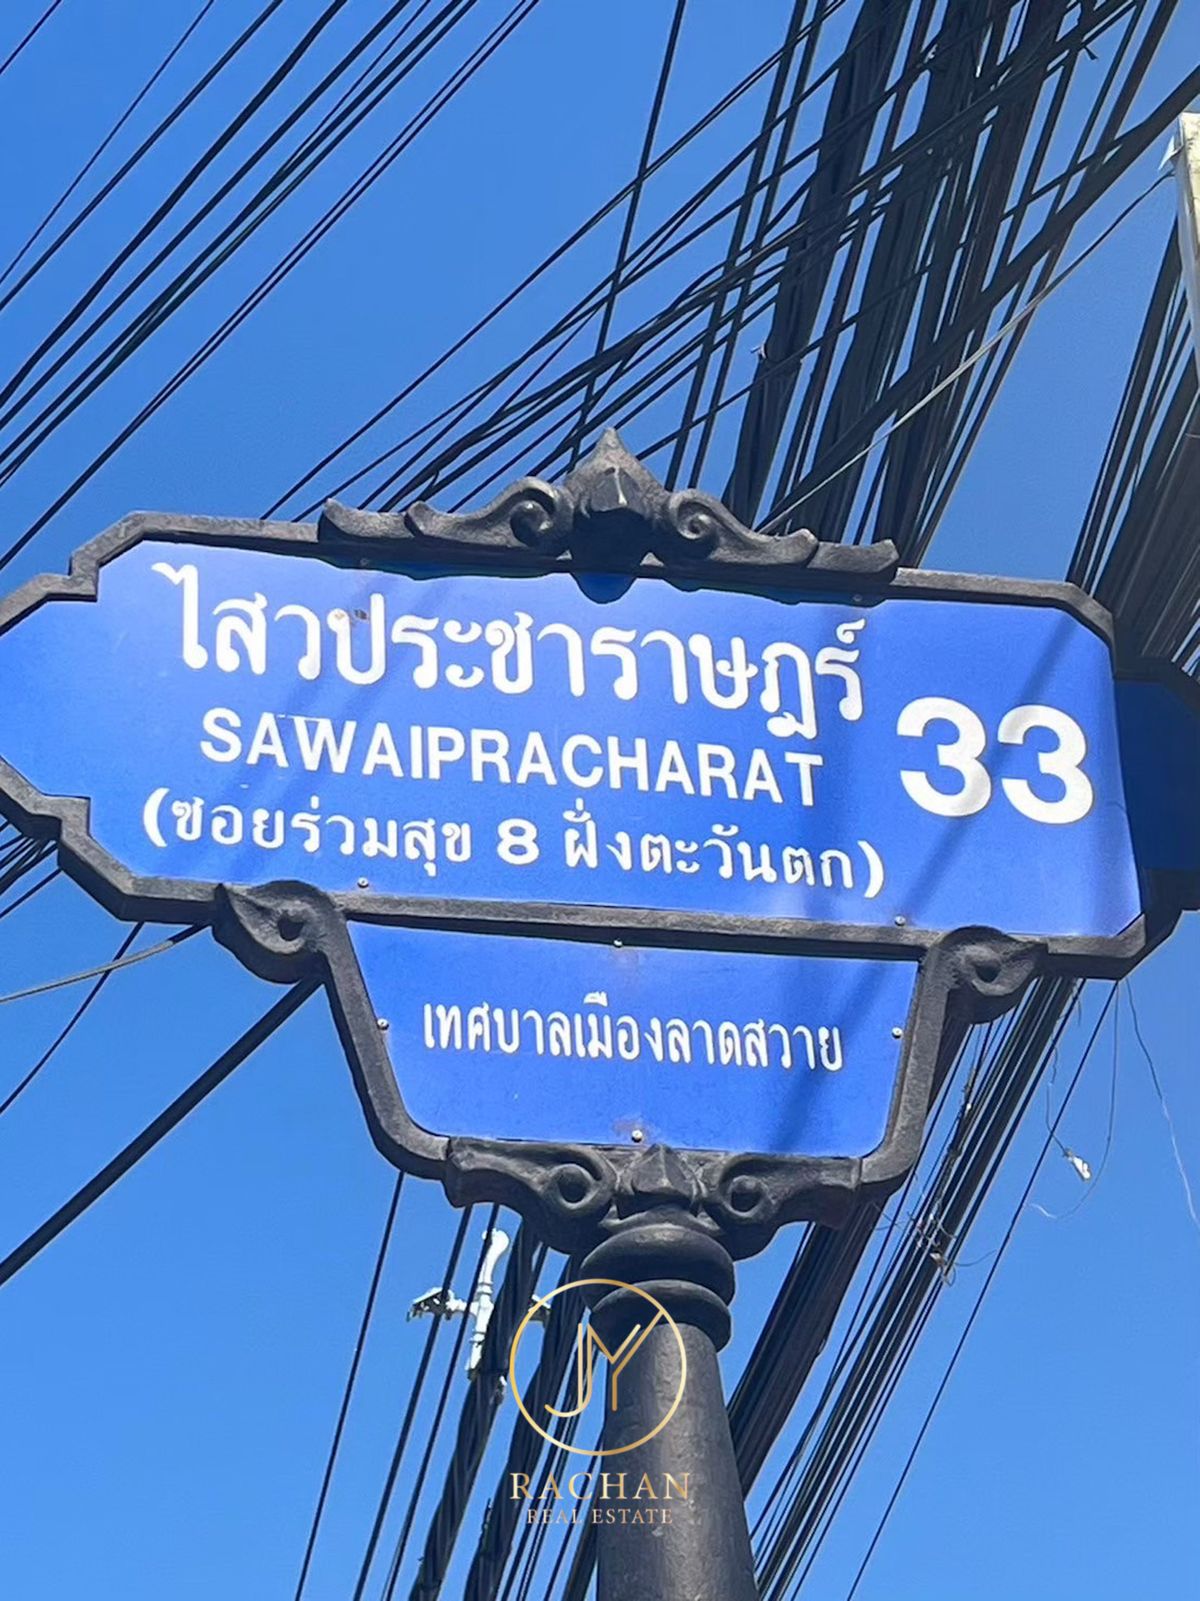 ไสวประชาราษฎร์ 33
SAWAIPRACHARAT
(ซอยร่วมสุข 8 ฝั่งตะวันตก)
เทศบาลเมืองลาดสวาย
JY
RACHAN
REAL ESTATE